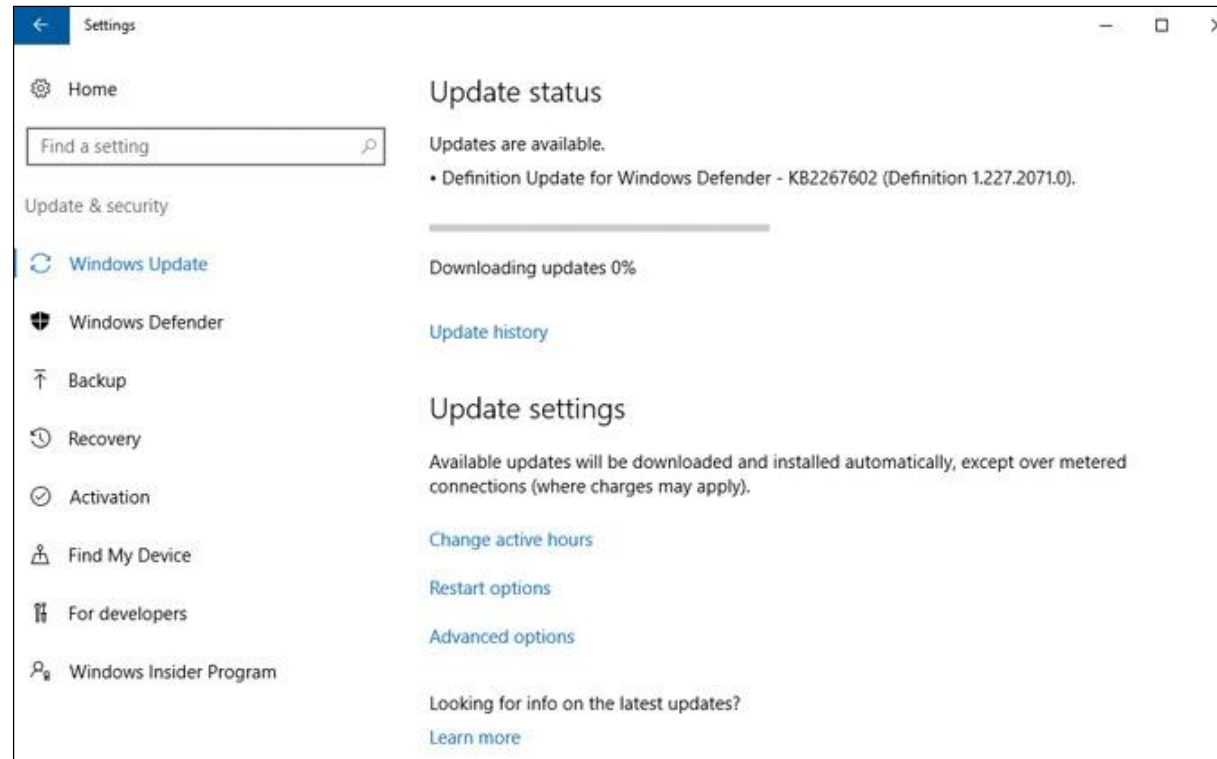 Settings
Home
Find a setting
Update & security
Windows Update
Windows Defender
Backup
Recovery
Activation
Find My Device
For developers
Windows Insider Program
Update status
Updates are available.
• Definition Update for Windows Defender - KB2267602 (Definition 1.227.2071.0).
Downloading updates 0%
Update history
Update settings
Available updates will be downloaded and installed automatically, except over metered
connections (where charges may apply).
Change active hours
Restart options
Advanced options
Looking for info on the latest updates?
Learn more